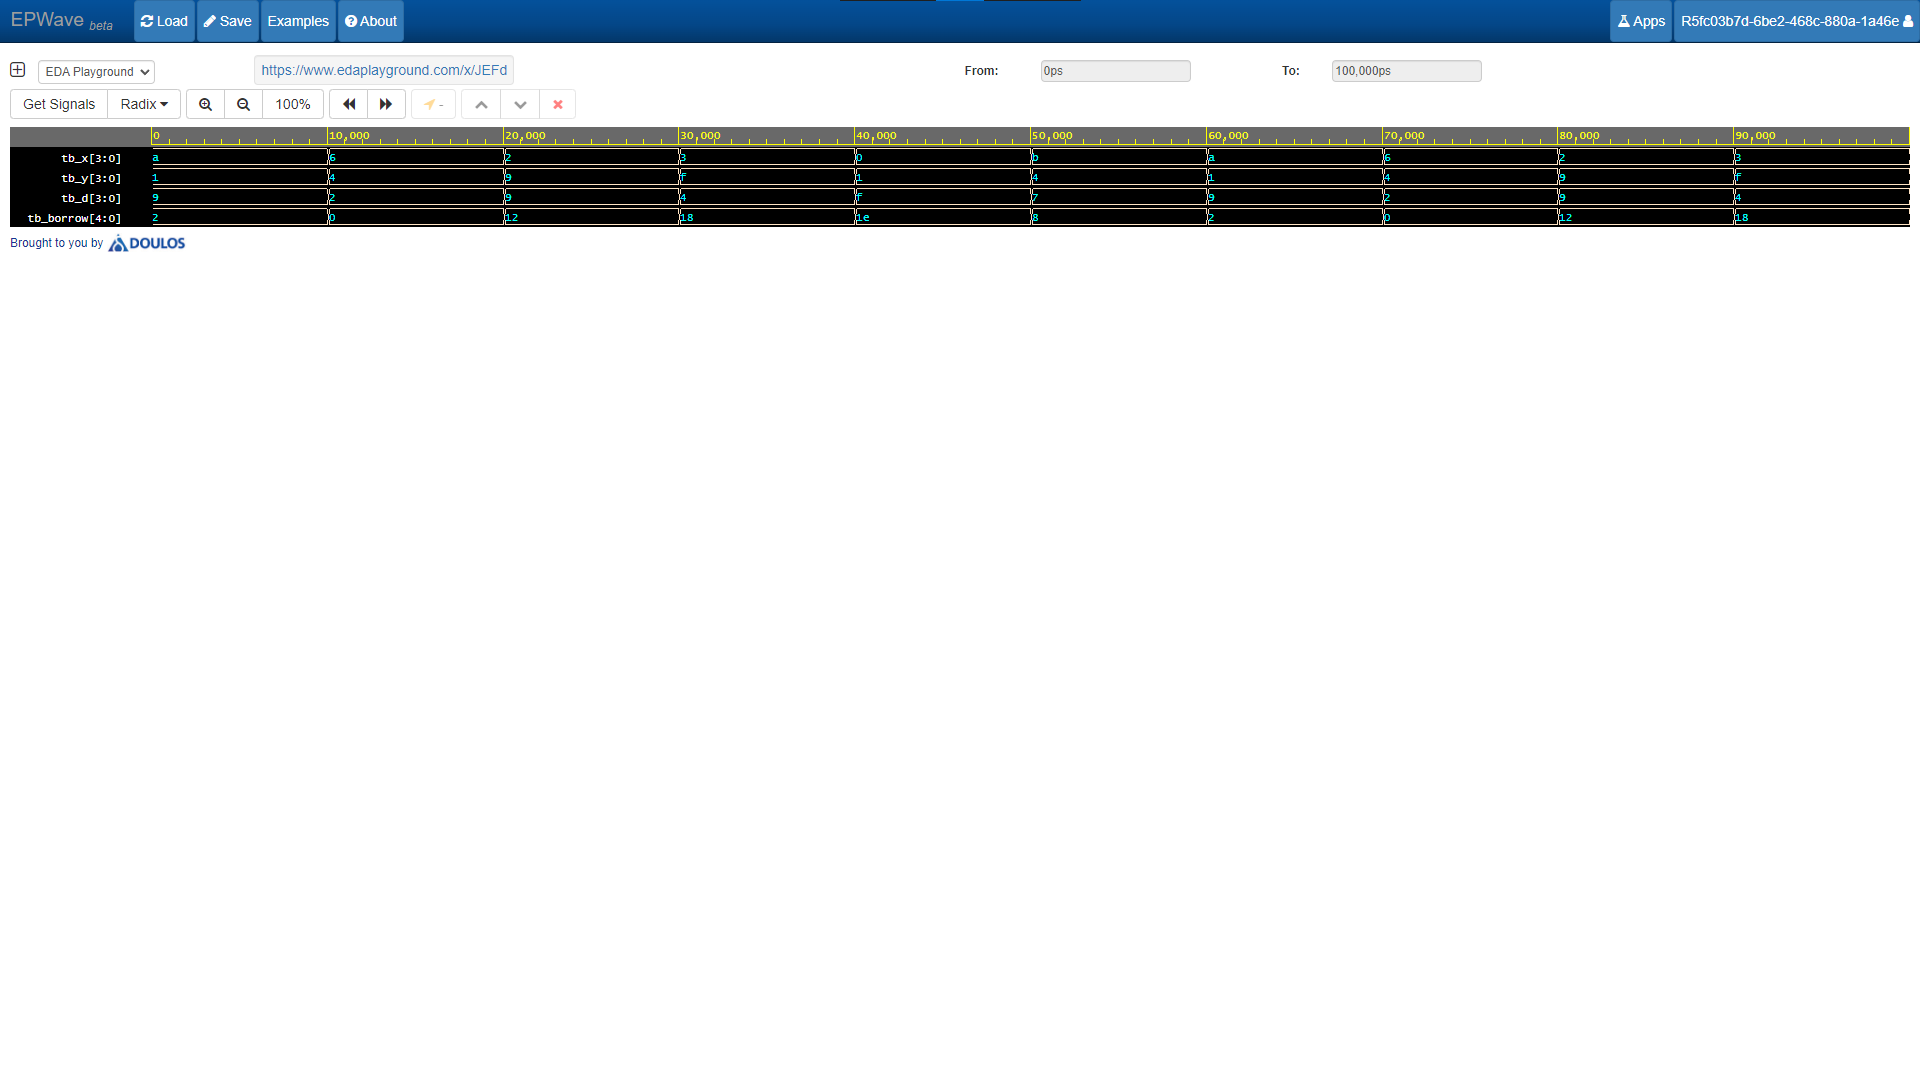 EPWave beta Load Save Examples About Apps R5fc03b7d-6be2-468c-880a-1a46e
EDA Playground https://www.edaplayground.com/x/JEFd From: 0ps To: 100,000ps
Get Signals Radix 100% -
0 10,000 20,000 30,000 40,000 50,000 60,000 70,000 80,000 90,000
tb_x[3:0] a 6 2 3 0 b a 6 2 3
tb_y[3:0] 1 4 9 f 1 4 1 4 9 f
tb_d[3:0] 9 2 9 4 f 7 9 2 9 4
tb_borrow[4:0] 2 0 12 18 1e 8 2 0 12 18
Brought to you by DOULOS